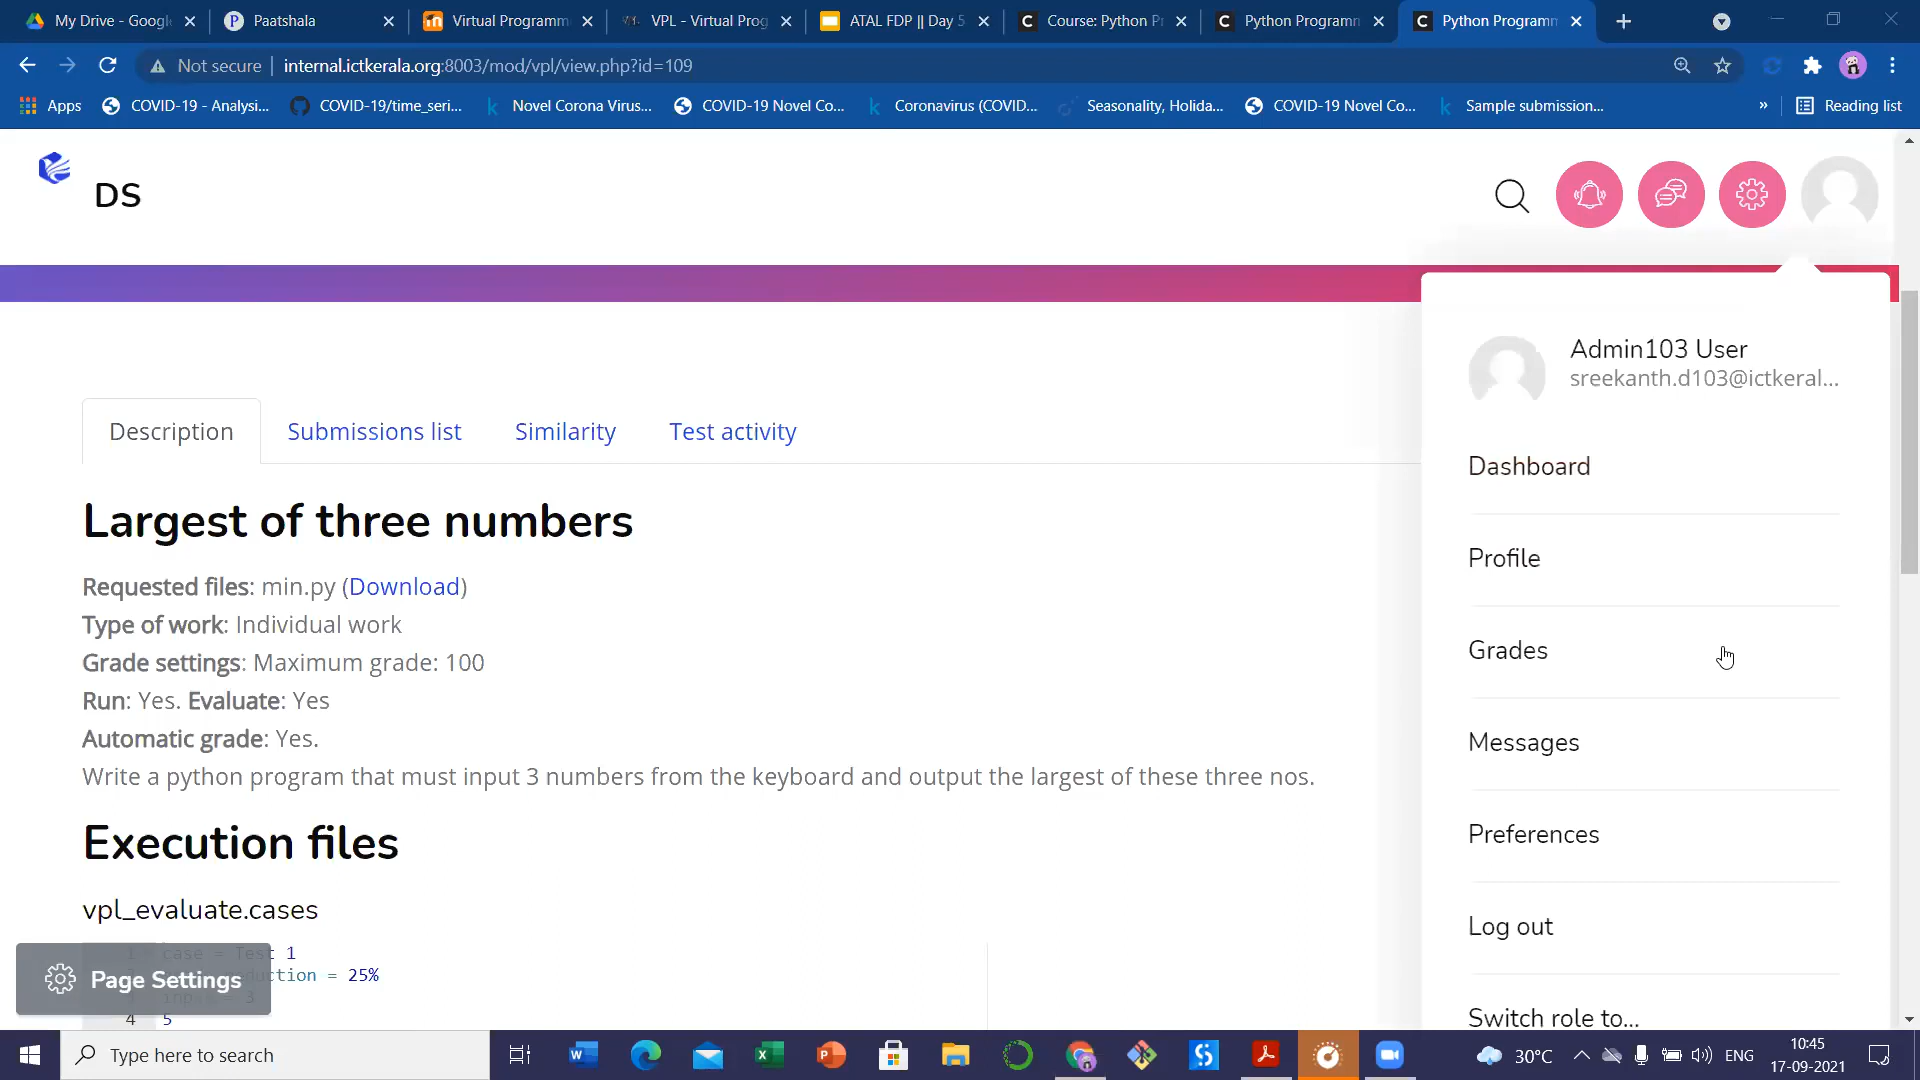 My Drive - Googl
Paatshala
Virtual Programm
VPL - Virtual Prog
ATAL FDP || Day 5
Course: Python Pr
Python Programm
Python Programm
Not secure internal.ictkerala.org:8003/mod/vpl/view.php?id=109
Apps
COVID-19 - Analysi...
COVID-19/time_seri...
Novel Corona Virus...
COVID-19 Novel Co...
Coronavirus (COVID...
Seasonality, Holida...
COVID-19 Novel Co...
Sample submission...
»
Reading list
DS
Admin103 User
sreekanth.d103@ictkeral...
Dashboard
Profile
Grades
Messages
Preferences
Log out
Switch role to...
Description
Submissions list
Similarity
Test activity
Largest of three numbers
Requested files: min.py (Download)
Type of work: Individual work
Grade settings: Maximum grade: 100
Run: Yes. Evaluate: Yes
Automatic grade: Yes.
Write a python program that must input 3 numbers from the keyboard and output the largest of these three nos.
Execution files
vpl_evaluate.cases
1 case = Test 1
uction = 25%
3
4 5
Page Settings
Type here to search
30°C
ENG
10:45
17-09-2021